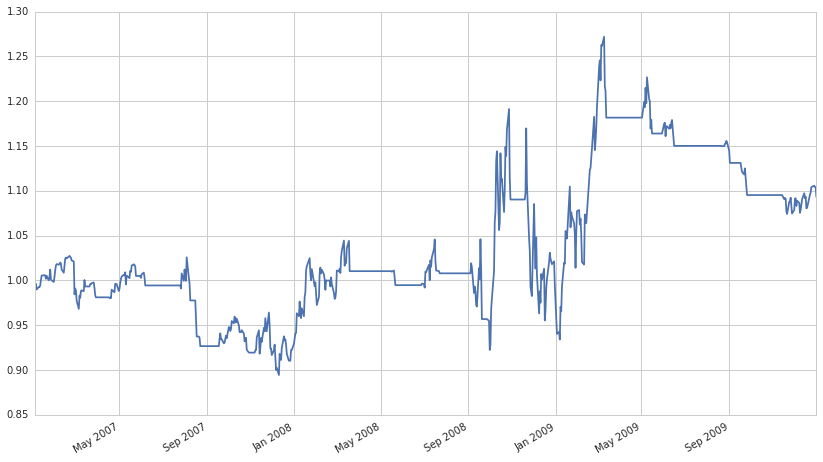 1.30
1.25
1.20
1.15
1.10
1.05
1.00
0.95
0.90
0.85
May 2007
Sep 2007
Jan 2008
May 2008
Sep 2008
Jan 2009
May 2009
Sep 2009